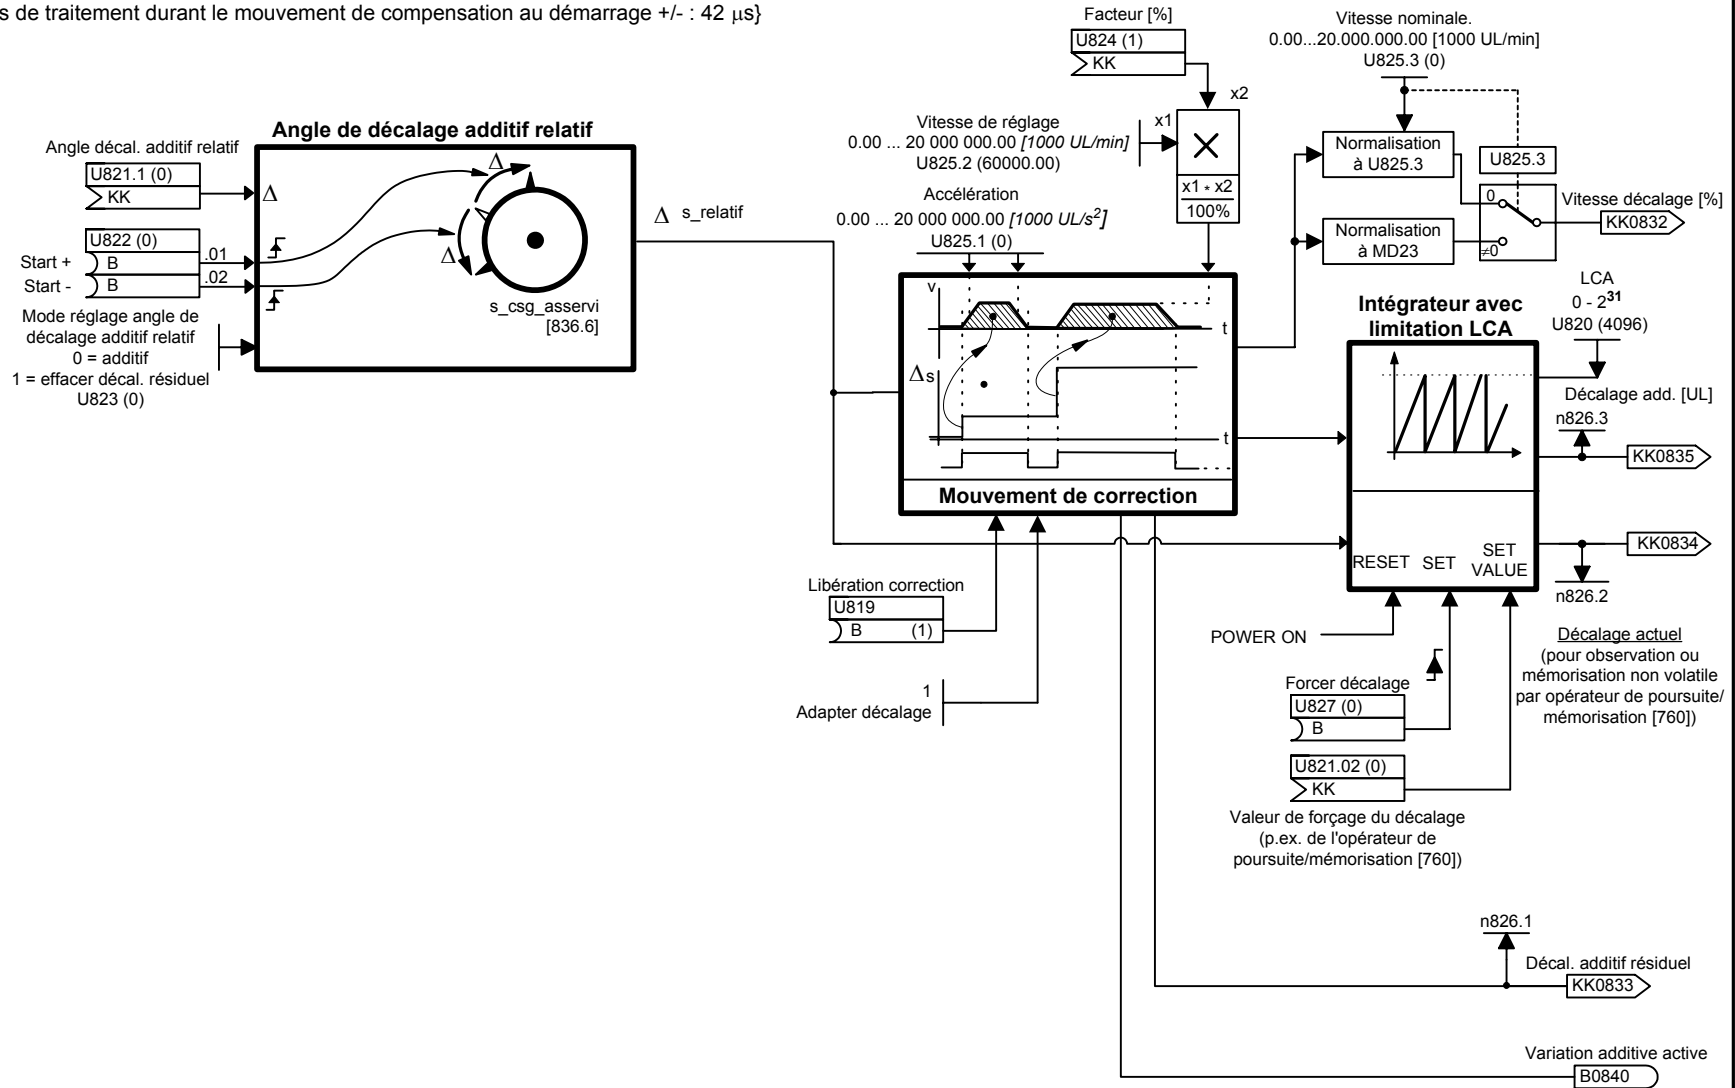 s de traitement durant le mouvement de compensation au démarrage +/- : 42 µs}
Facteur [%]
U824 (1)
KK
x2
x1
x1 * x2
100%
Vitesse de réglage
0.00 ... 20 000 000.00 [1000 UL/min]
U825.2 (60000.00)
Accélération
0.00 ... 20 000 000.00 [1000 UL/s²]
U825.1 (0)
Vitesse nominale.
0.00...20.000.000.00 [1000 UL/min]
U825.3 (0)
Normalisation
à U825.3
U825.3
0
≠0
Vitesse décalage [%]
KK0832
Normalisation
à MD23
Angle de décalage additif relatif
Angle décal. additif relatif
U821.1 (0)
KK
Δ
Δ
Δ
U822 (0)
Start +
B
.01
Start -
B
.02
Mode réglage angle de
décalage additif relatif
0 = additif
1 = effacer décal. résiduel
U823 (0)
s_csg_asservi
[836.6]
Δ s_relatif
v
t
Δs
t
Mouvement de correction
Intégrateur avec
limitation LCA
LCA
0 - 2³¹
U820 (4096)
Décalage add. [UL]
n826.3
KK0835
RESET SET SET
VALUE
KK0834
n826.2
Décalage actuel
(pour observation ou
mémorisation non volatile
par opérateur de poursuite/
mémorisation [760])
Libération correction
U819
B (1)
1
Adapter décalage
POWER ON
Forcer décalage
U827 (0)
B
U821.02 (0)
KK
Valeur de forçage du décalage
(p.ex. de l'opérateur de
poursuite/mémorisation [760])
n826.1
Décal. additif résiduel
KK0833
Variation additive active
B0840